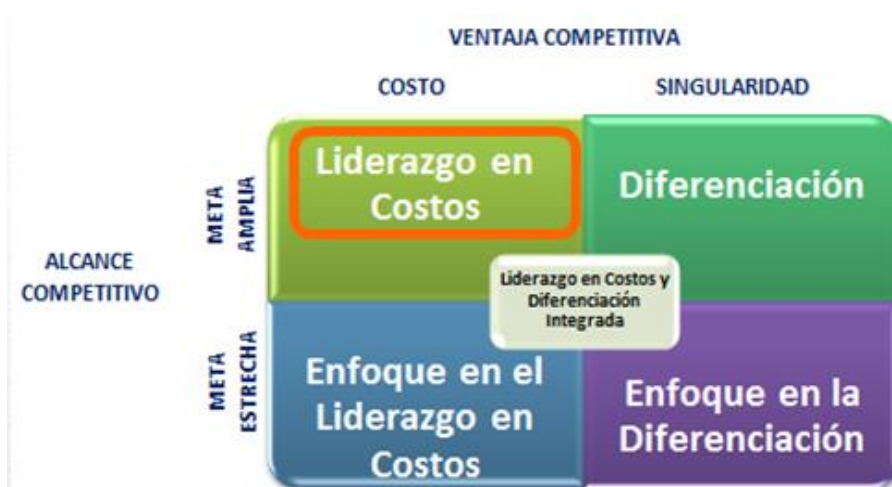 VENTAJA COMPETITIVA
COSTO
SINGULARIDAD
ALCANCE
COMPETITIVO
META
AMPLIA
Liderazgo en
Costos
Diferenciación
Liderazgo en Costos y
Diferenciación
Integrada
META
ESTRECHA
Enfoque en el
Liderazgo en
Costos
Enfoque en la
Diferenciación